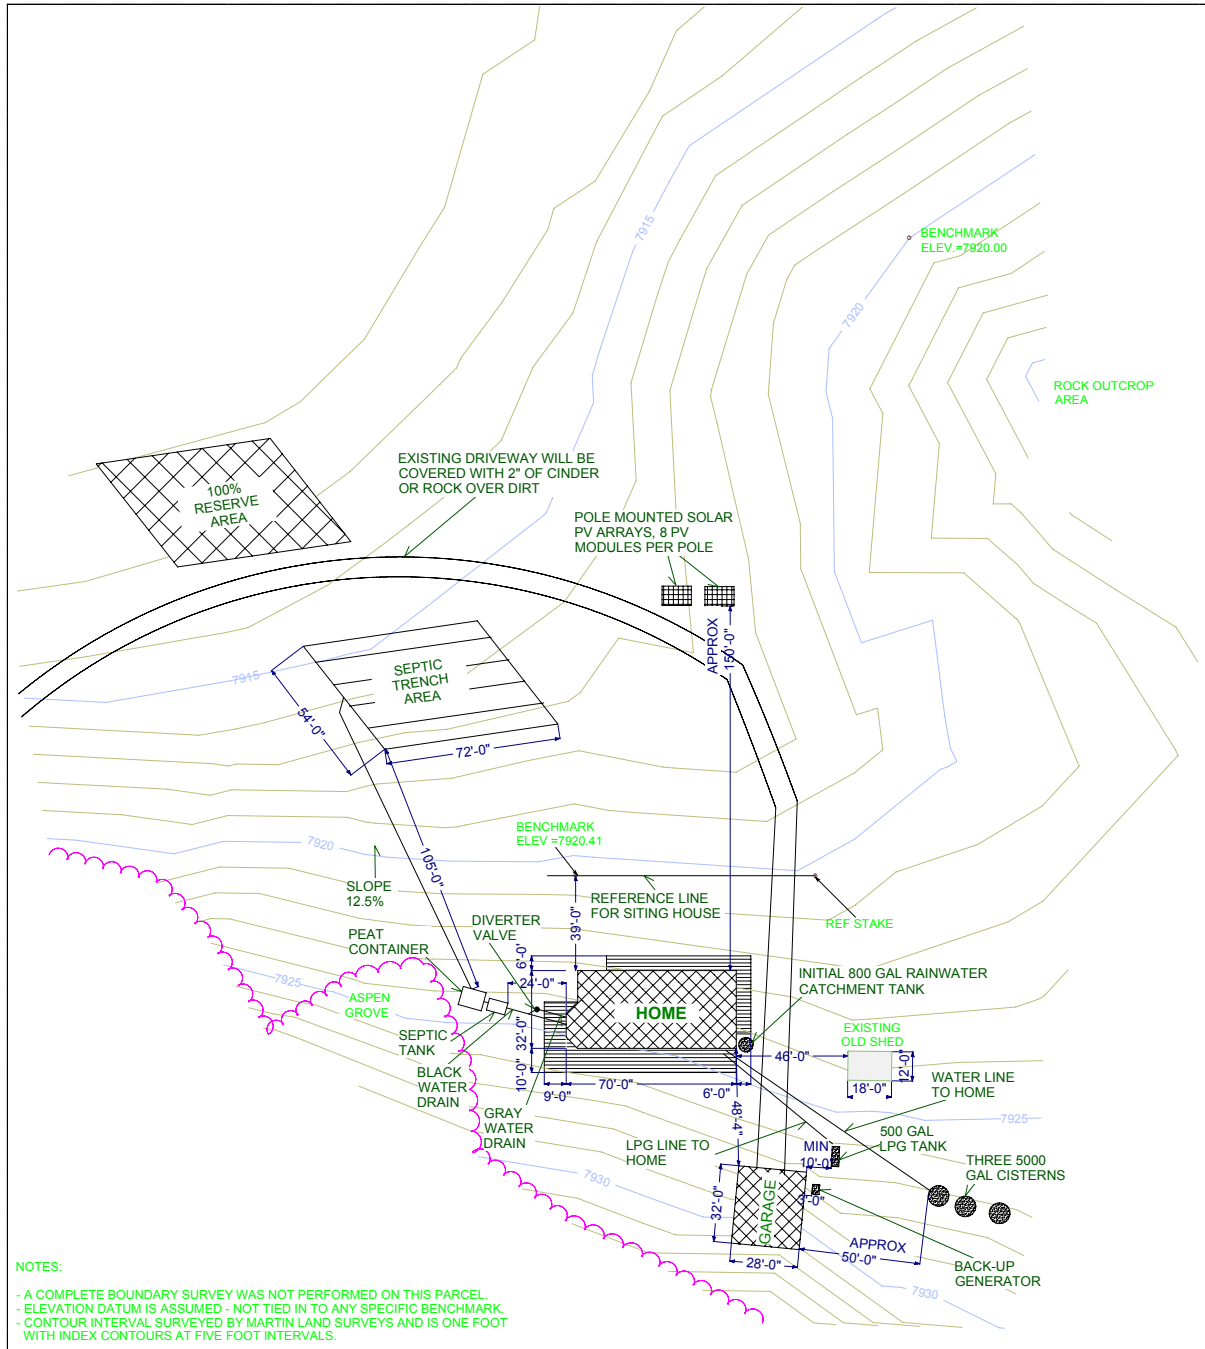 7915
BENCHMARK
ELEV.=7920.00
7920
ROCK OUTCROP
AREA
EXISTING DRIVEWAY WILL BE
COVERED WITH 2" OF CINDER
OR ROCK OVER DIRT
100%
RESERVE
AREA
POLE MOUNTED SOLAR
PV ARRAYS, 8 PV
MODULES PER POLE
APPROX
150'-0"
SEPTIC
TRENCH
AREA
7915
54'-0"
72'-0"
BENCHMARK
ELEV =7920.41
7920
105'-0"
SLOPE
12.5%
REFERENCE LINE
FOR SITING HOUSE
39'-0"
REF STAKE
DIVERTER
VALVE
PEAT
CONTAINER
6'-0"
24'-0"
INITIAL 800 GAL RAINWATER
CATCHMENT TANK
7925
ASPEN
GROVE
HOME
EXISTING
OLD SHED
SEPTIC
TANK
32'-0"
46'-0"
12'-0"
BLACK
WATER
DRAIN
10'-0"
9'-0"
70'-0"
6'-0"
18'-0"
WATER LINE
TO HOME
GRAY
WATER
DRAIN
48'-4"
7925
LPG LINE TO
HOME
MIN
10'-0"
500 GAL
LPG TANK
THREE 5000
GAL CISTERNS
7930
32'-0"
GARAGE
3'-0"
APPROX
50'-0"
28'-0"
BACK-UP
GENERATOR
7930
NOTES:
- A COMPLETE BOUNDARY SURVEY WAS NOT PERFORMED ON THIS PARCEL.
- ELEVATION DATUM IS ASSUMED - NOT TIED IN TO ANY SPECIFIC BENCHMARK.
- CONTOUR INTERVAL SURVEYED BY MARTIN LAND SURVEYS AND IS ONE FOOT
WITH INDEX CONTOURS AT FIVE FOOT INTERVALS.